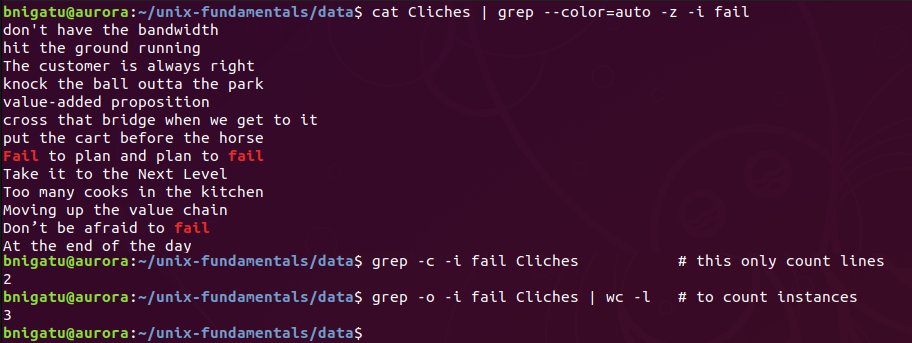 bnigatu@aurora:~/unix-fundamentals/data$ cat Cliches | grep --color=auto -z -i fail
don't have the bandwidth
hit the ground running
The customer is always right
knock the ball outta the park
value-added proposition
cross that bridge when we get to it
put the cart before the horse
Fail to plan and plan to fail
Take it to the Next Level
Too many cooks in the kitchen
Moving up the value chain
Don’t be afraid to fail
At the end of the day
bnigatu@aurora:~/unix-fundamentals/data$ grep -c -i fail Cliches           # this only count lines
2
bnigatu@aurora:~/unix-fundamentals/data$ grep -o -i fail Cliches | wc -l   # to count instances
3
bnigatu@aurora:~/unix-fundamentals/data$